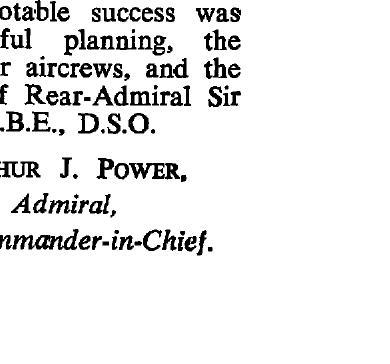 otable success was
ful planning, the
r aircrews, and the
f Rear-Admiral Sir
.B.E., D.S.O.
HUR J. POWER,
Admiral,
nmander-in-Chief.